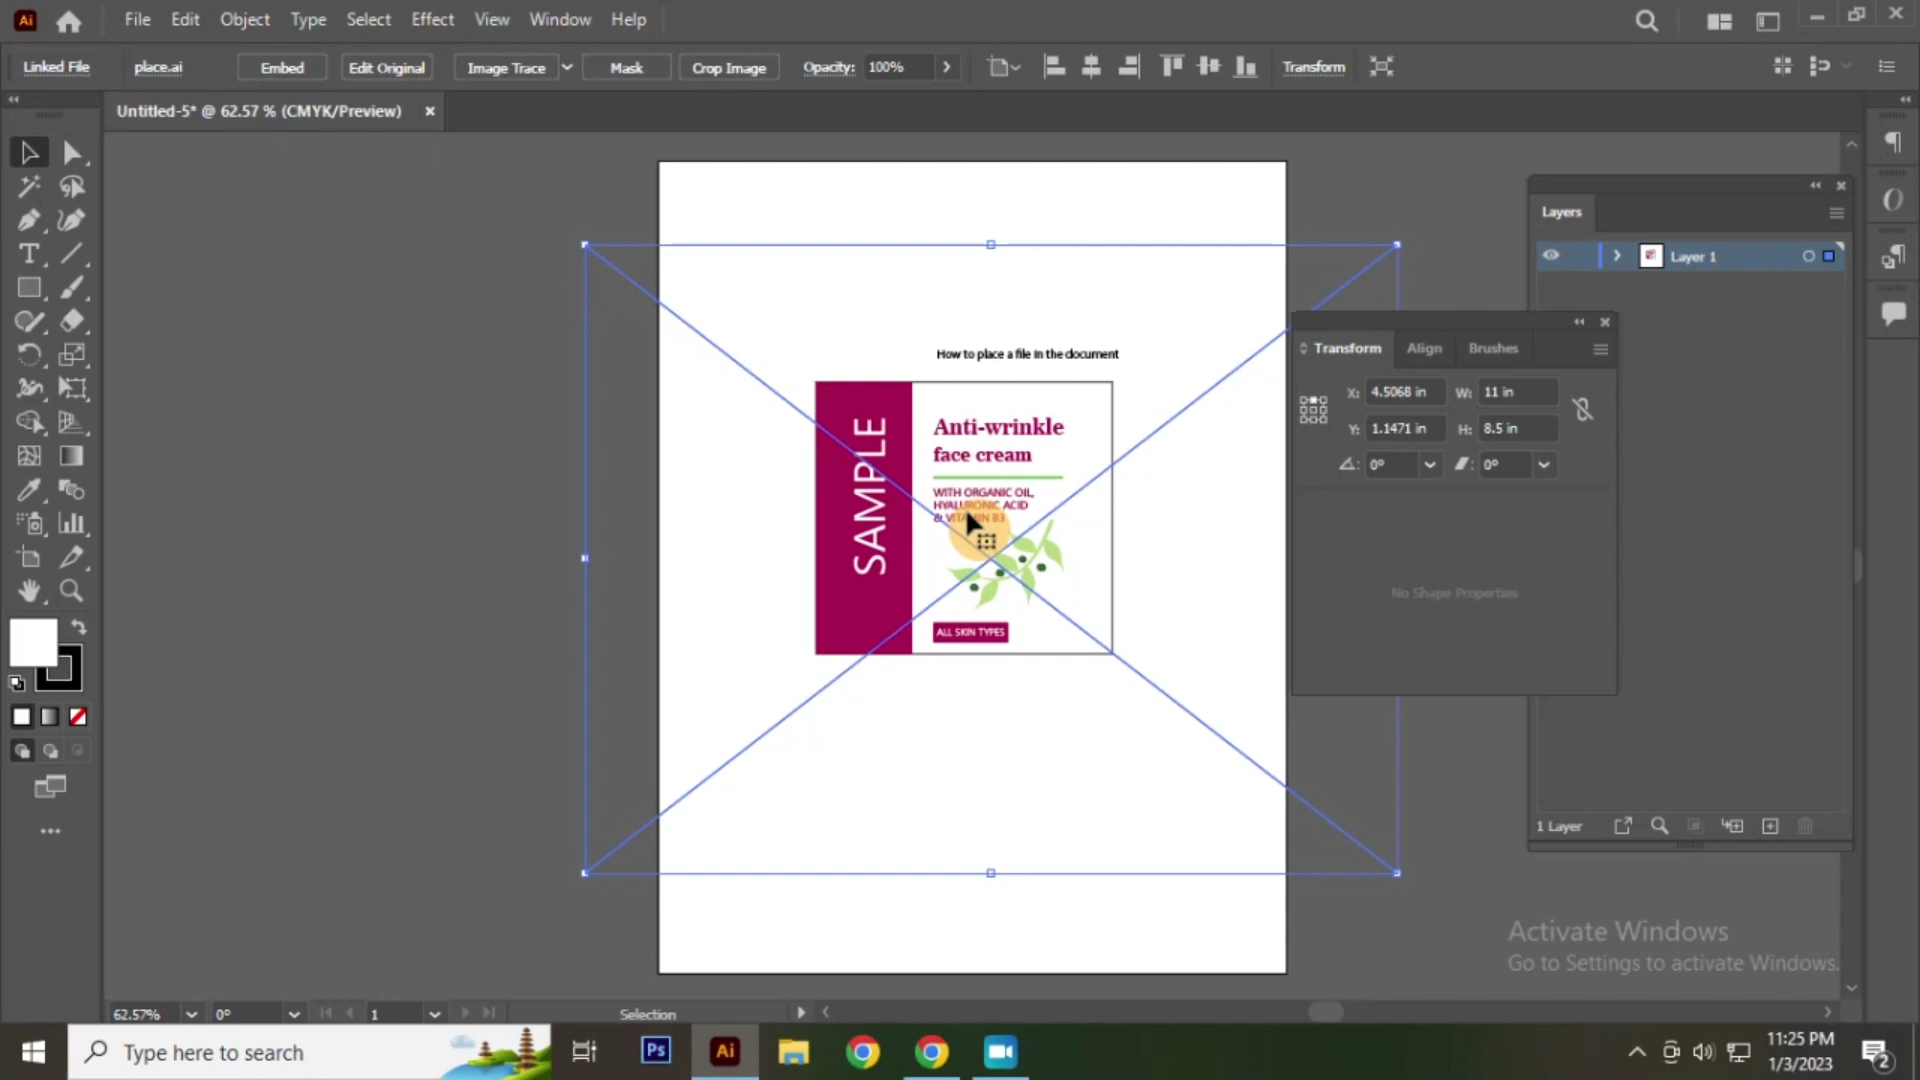 Ai File Edit Object Type Select Effect View Window Help
Linked File place.ai Embed Edit Original Image Trace Mask Crop Image Opacity: 100% Transform
Untitled-5* @ 62.57 % (CMYK/Preview)
Layers
Layer 1
How to place a file in the document
SAMPLE
Anti-wrinkle
face cream
WITH ORGANIC OIL,
HYALURONIC ACID
& VITAMIN B3
ALL SKIN TYPES
Transform Align Brushes
X: 4.5068 in W: 11 in
Y: 1.1471 in H: 8.5 in
0° 0°
No Shape Properties
1 Layer
Activate Windows
Go to Settings to activate Windows.
62.57% 0° 1 Selection
Type here to search
Ps Ai
11:25 PM
1/3/2023
2